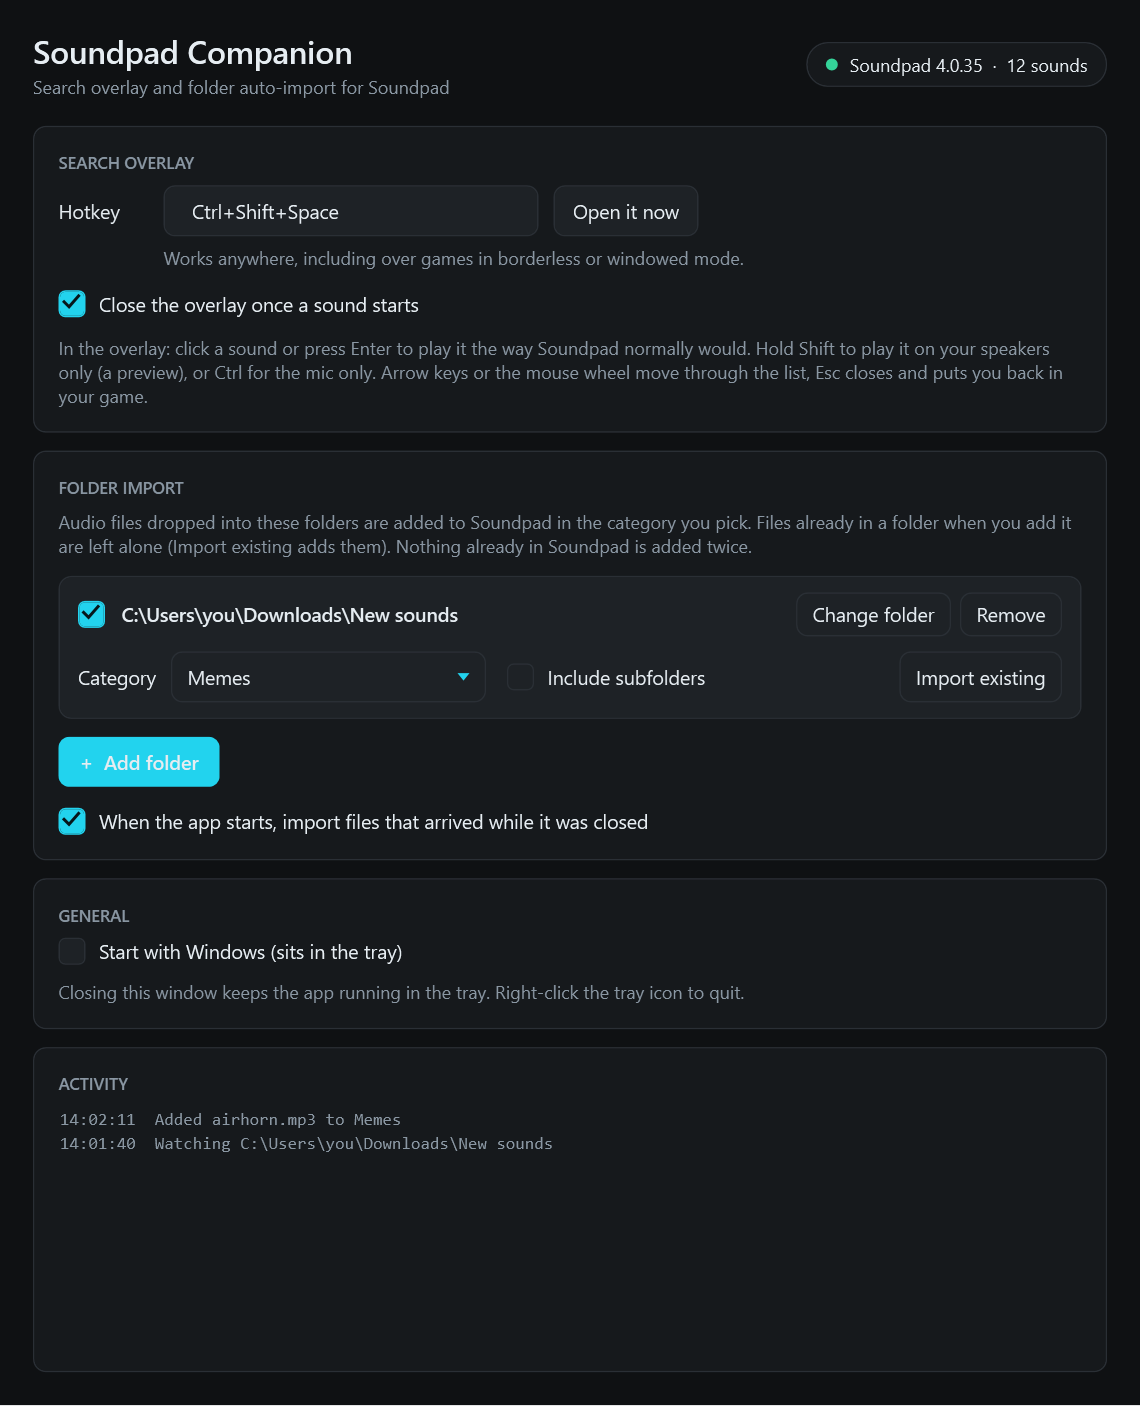 Soundpad Companion
Search overlay and folder auto-import for Soundpad
Soundpad 4.0.35 · 12 sounds
SEARCH OVERLAY
Hotkey
Ctrl+Shift+Space
Open it now
Works anywhere, including over games in borderless or windowed mode.
Close the overlay once a sound starts
In the overlay: click a sound or press Enter to play it the way Soundpad normally would. Hold Shift to play it on your speakers
only (a preview), or Ctrl for the mic only. Arrow keys or the mouse wheel move through the list, Esc closes and puts you back in
your game.
FOLDER IMPORT
Audio files dropped into these folders are added to Soundpad in the category you pick. Files already in a folder when you add it
are left alone (Import existing adds them). Nothing already in Soundpad is added twice.
C:\Users\you\Downloads\New sounds
Change folder
Remove
Category
Memes
Include subfolders
Import existing
+ Add folder
When the app starts, import files that arrived while it was closed
GENERAL
Start with Windows (sits in the tray)
Closing this window keeps the app running in the tray. Right-click the tray icon to quit.
ACTIVITY
14:02:11 Added airhorn.mp3 to Memes
14:01:40 Watching C:\Users\you\Downloads\New sounds